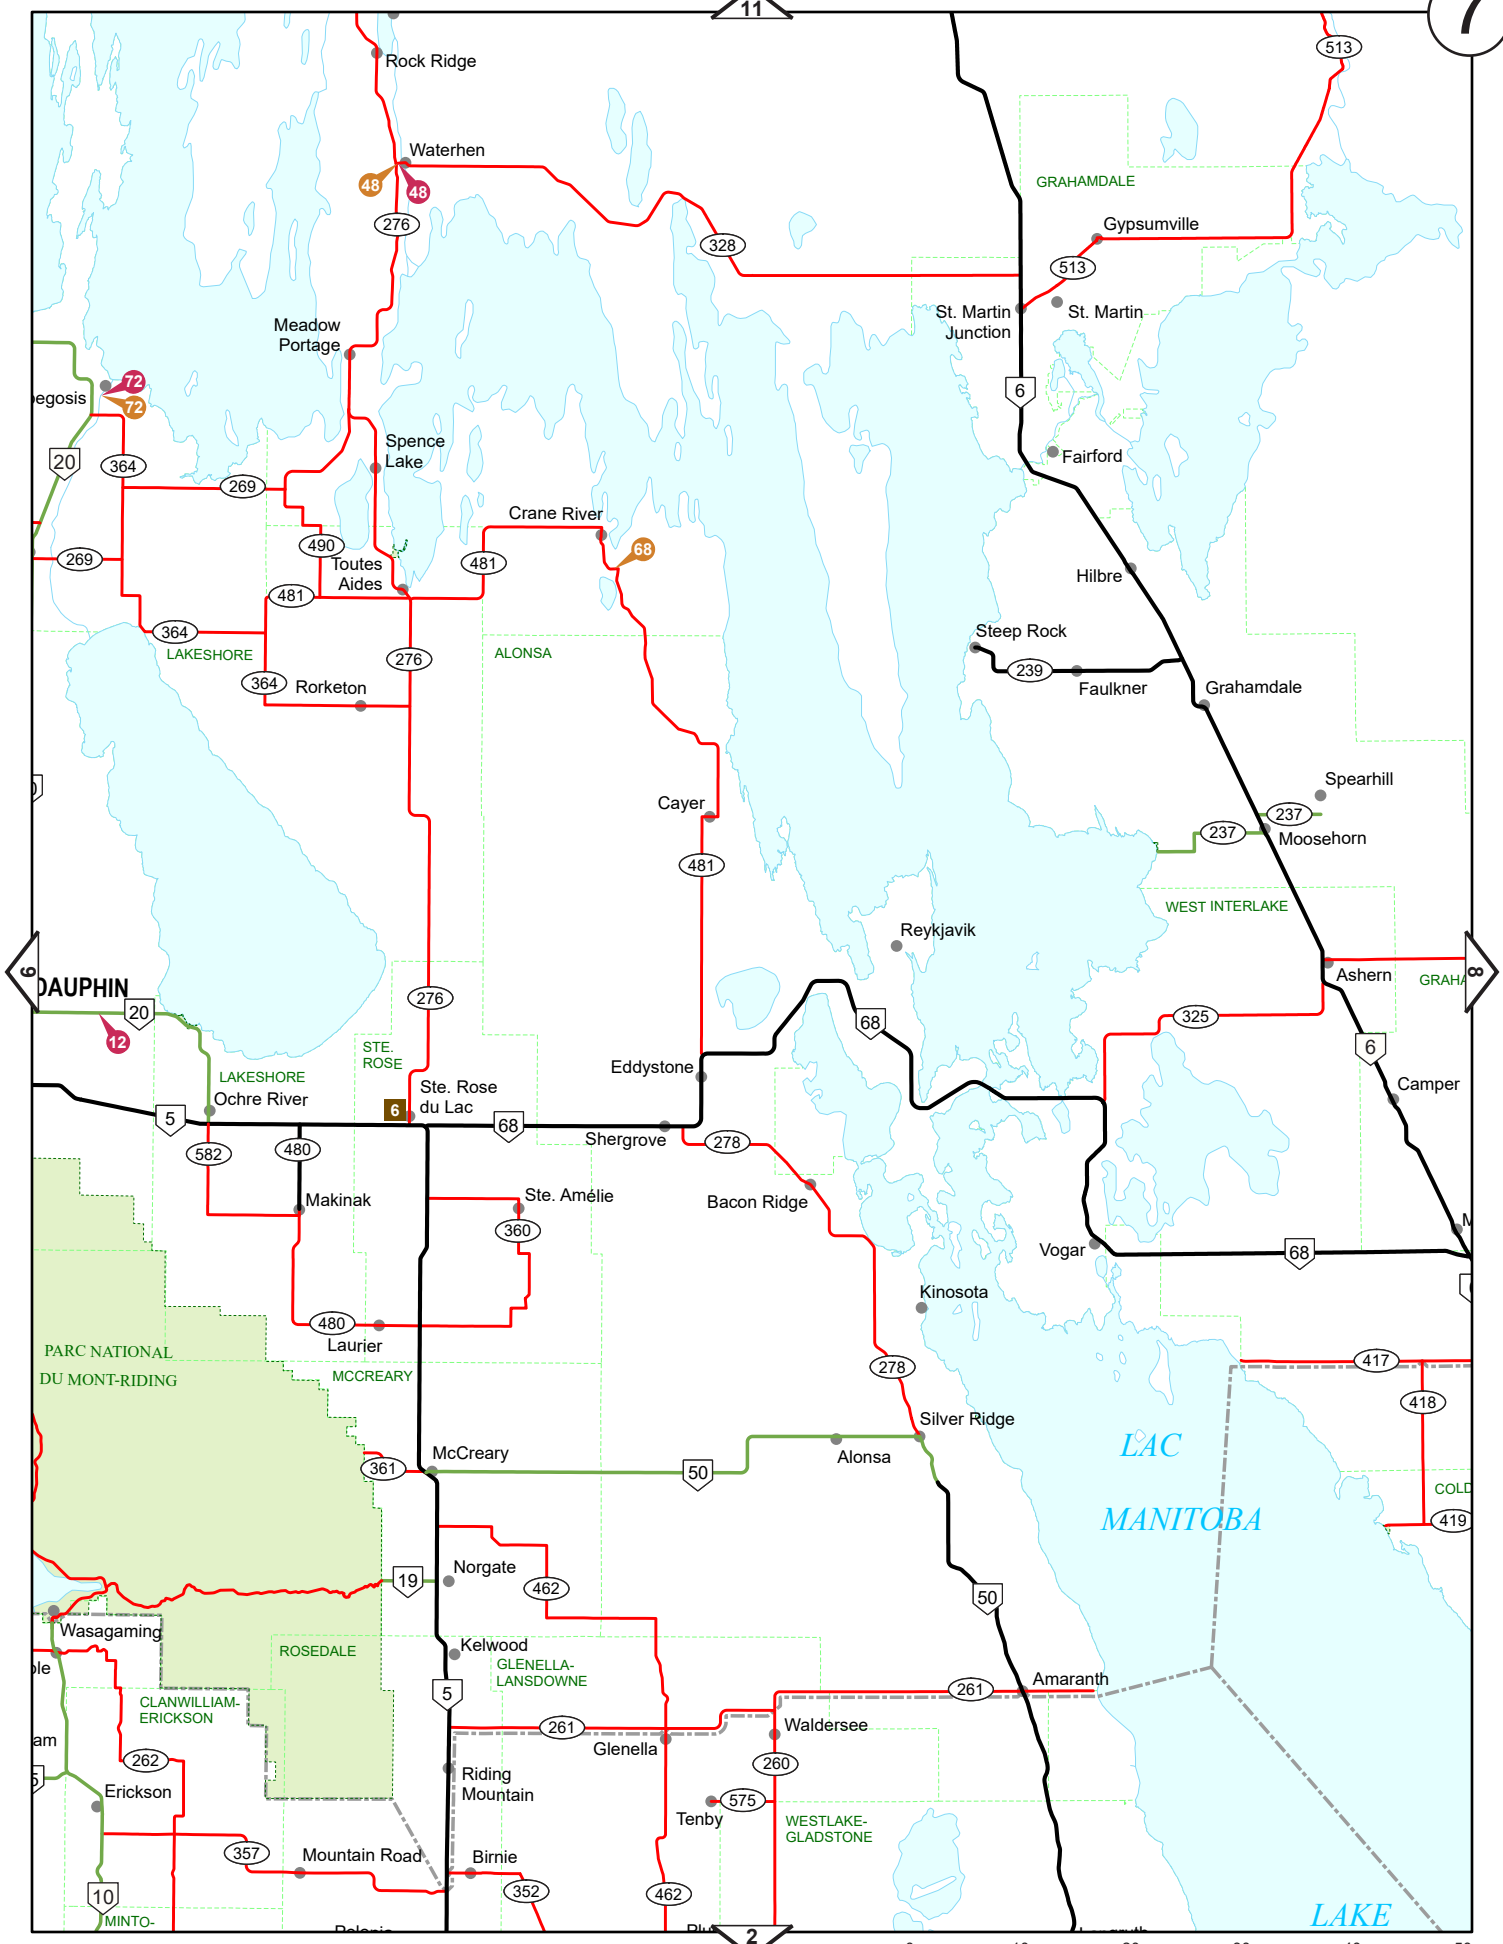 11
7
513
Rock Ridge
Waterhen
48
48
GRAHAMDALE
276
Gypsumville
328
513
St. Martin
Junction
St. Martin
Meadow
Portage
72
egosis
72
6
Spence
Lake
20
364
Fairford
269
Crane River
490
68
269
Toutes
Aides
481
Hilbre
481
364
Steep Rock
LAKESHORE
276
ALONSA
239
364
Rorketon
Faulkner
Grahamdale
Spearhill
Cayer
237
237
Moosehorn
481
WEST INTERLAKE
Reykjavik
9
DAUPHIN
Ashern
8
GRAHA
276
20
12
68
325
STE.
ROSE
6
LAKESHORE
Eddystone
Ochre River
Ste. Rose
du Lac
6
Camper
5
68
Shergrove
278
582
480
Makinak
Ste. Amélie
Bacon Ridge
360
M
Vogar
68
Kinosota
480
Laurier
PARC NATIONAL
DU MONT-RIDING
MCCREARY
278
417
418
Silver Ridge
McCreary
Alonsa
LAC
361
50
COLD
MANITOBA
419
Norgate
19
462
50
Wasagaming
Kelwood
ROSEDALE
GLENELLA-
LANSDOWNE
ble
Amaranth
261
5
CLANWILLIAM-
ERICKSON
261
Waldersee
am
Glenella
262
260
5
Riding
Mountain
Erickson
575
Tenby
WESTLAKE-
GLADSTONE
357
Mountain Road
Birnie
352
462
10
LAKE
MINTO-
2